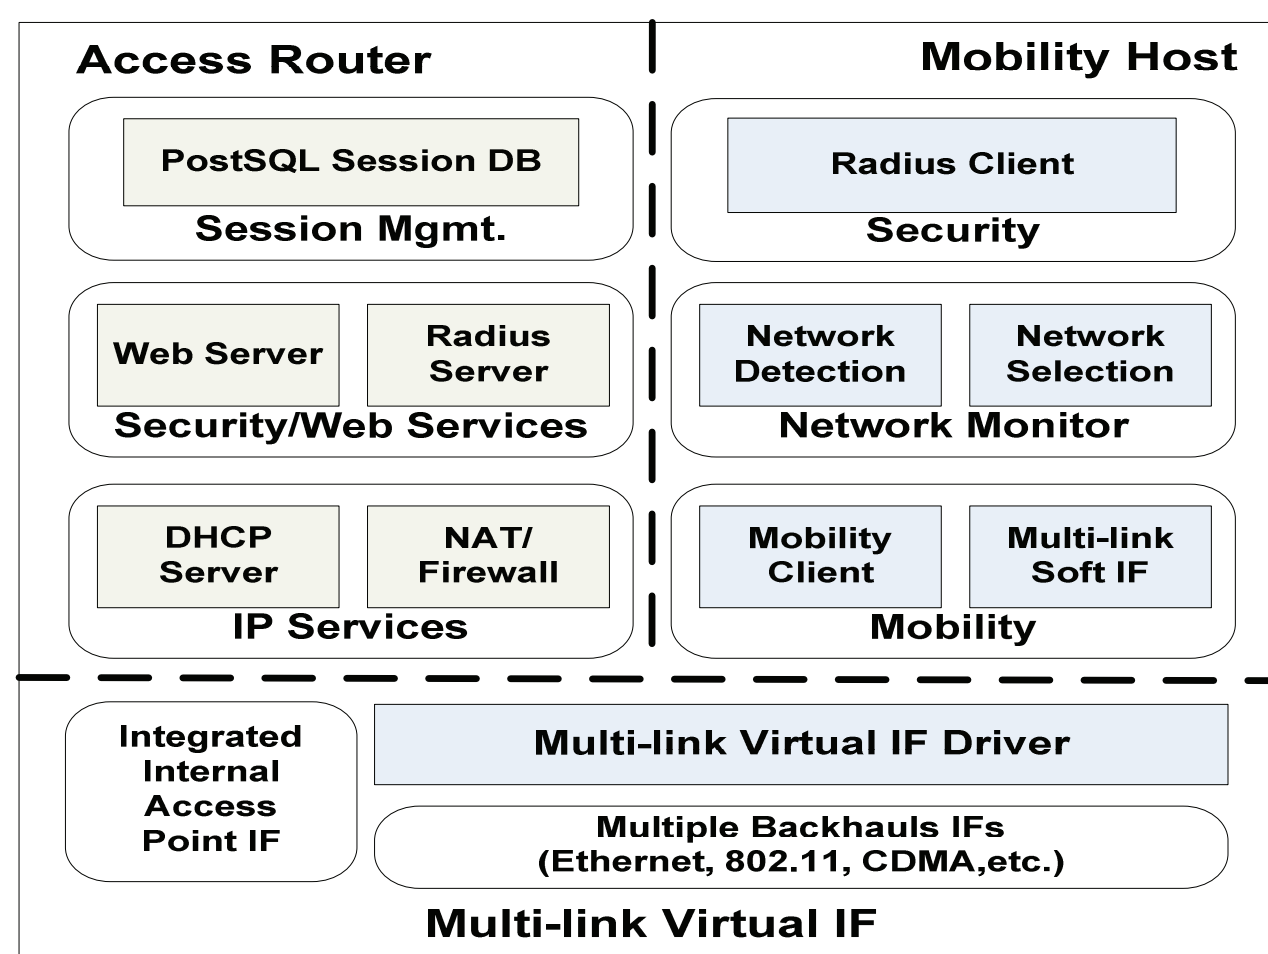 Access Router
Mobility Host
PostSQL Session DB
Session Mgmt.
Radius Client
Security
Web Server
Radius
Server
Security/Web Services
Network
Detection
Network
Selection
Network Monitor
DHCP
Server
NAT/
Firewall
IP Services
Mobility
Client
Multi-link
Soft IF
Mobility
Integrated
Internal
Access
Point IF
Multi-link Virtual IF Driver
Multiple Backhauls IFs
(Ethernet, 802.11, CDMA,etc.)
Multi-link Virtual IF